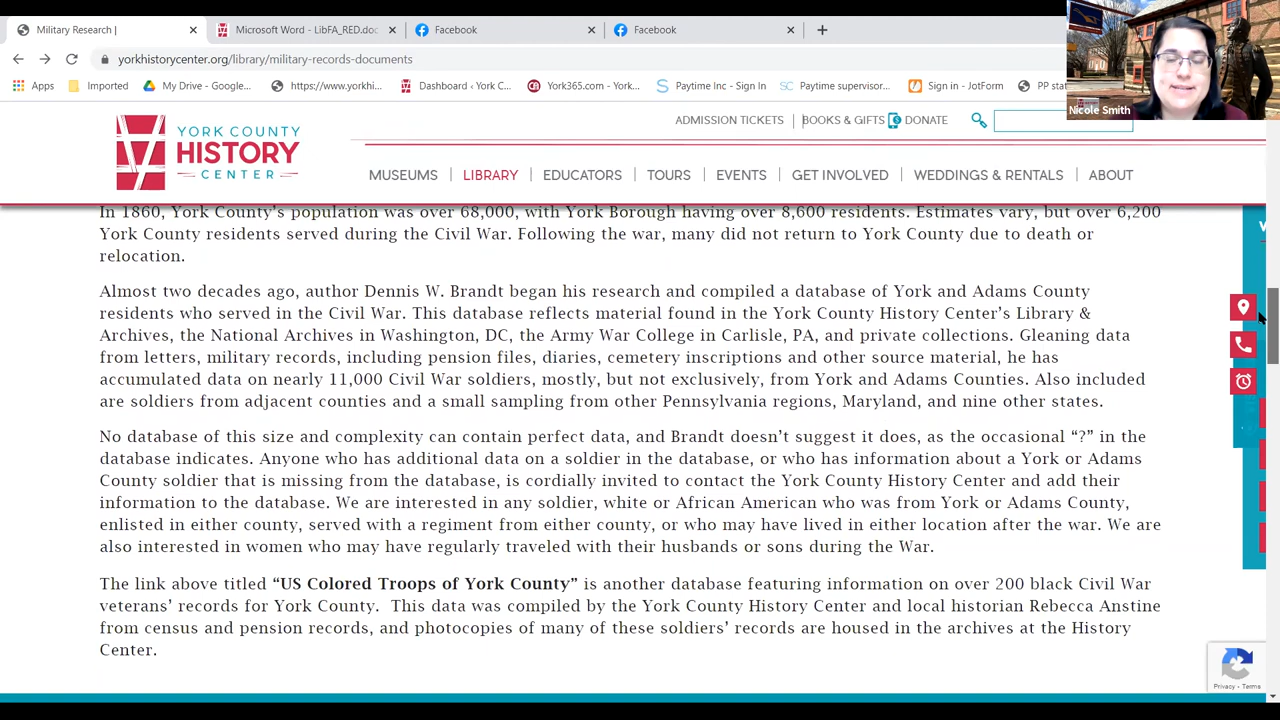 Military Research |
Microsoft Word - LibFA_RED.doc
Facebook
Facebook
yorkhistorycenter.org/library/military-records-documents
Apps
Imported
My Drive - Google...
https://www.yorkhi...
Dashboard ‹ York C...
York365.com - York...
Paytime Inc - Sign In
Paytime supervisor...
Sign in - JotForm
PP sta
Nicole Smith
YORK COUNTY
HISTORY
CENTER
ADMISSION TICKETS
BOOKS & GIFTS
DONATE
MUSEUMS
LIBRARY
EDUCATORS
TOURS
EVENTS
GET INVOLVED
WEDDINGS & RENTALS
ABOUT
In 1860, York County's population was over 68,000, with York Borough having over 8,600 residents. Estimates vary, but over 6,200
York County residents served during the Civil War. Following the war, many did not return to York County due to death or
relocation.
Almost two decades ago, author Dennis W. Brandt began his research and compiled a database of York and Adams County
residents who served in the Civil War. This database reflects material found in the York County History Center's Library &
Archives, the National Archives in Washington, DC, the Army War College in Carlisle, PA, and private collections. Gleaning data
from letters, military records, including pension files, diaries, cemetery inscriptions and other source material, he has
accumulated data on nearly 11,000 Civil War soldiers, mostly, but not exclusively, from York and Adams Counties. Also included
are soldiers from adjacent counties and a small sampling from other Pennsylvania regions, Maryland, and nine other states.
No database of this size and complexity can contain perfect data, and Brandt doesn't suggest it does, as the occasional "?" in the
database indicates. Anyone who has additional data on a soldier in the database, or who has information about a York or Adams
County soldier that is missing from the database, is cordially invited to contact the York County History Center and add their
information to the database. We are interested in any soldier, white or African American who was from York or Adams County,
enlisted in either county, served with a regiment from either county, or who may have lived in either location after the war. We are
also interested in women who may have regularly traveled with their husbands or sons during the War.
The link above titled "US Colored Troops of York County" is another database featuring information on over 200 black Civil War
veterans' records for York County. This data was compiled by the York County History Center and local historian Rebecca Anstine
from census and pension records, and photocopies of many of these soldiers' records are housed in the archives at the History
Center.
Privacy - Terms